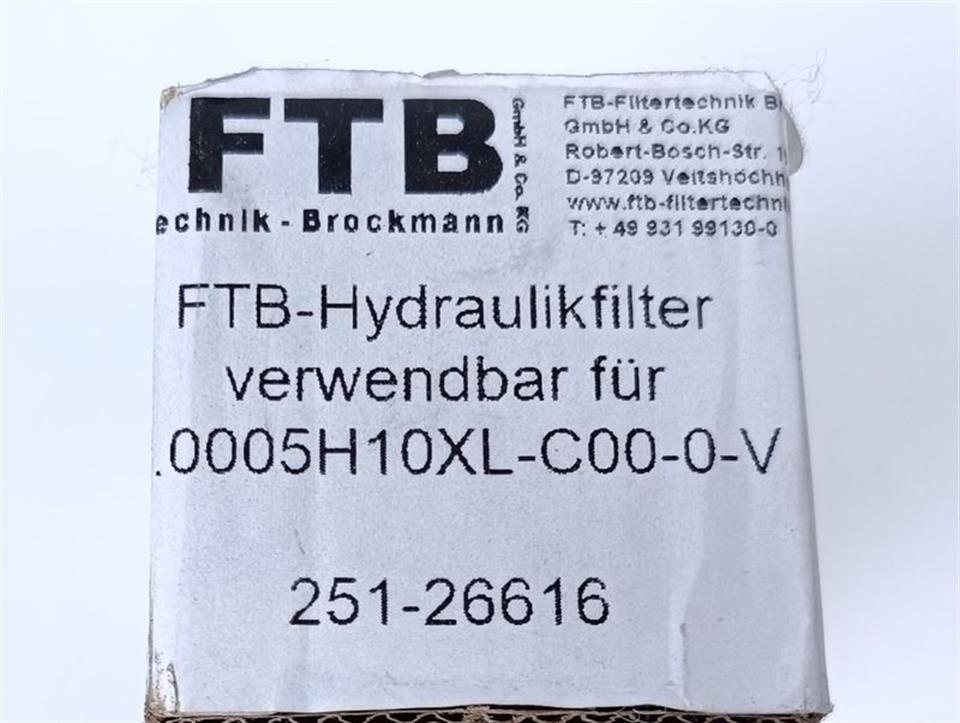 FTB
GmbH & Co. KG
echnik - Brockmann
FTB-Filtertechnik
GmbH & Co.KG
Robert-Bosch-Str.
D-97209 Veitshöchh
www.ftb-filtertechni
T: + 49 931 99130-0
FTB-Hydraulikfilter
verwendbar für
.0005H10XL-C00-0-V
251-26616